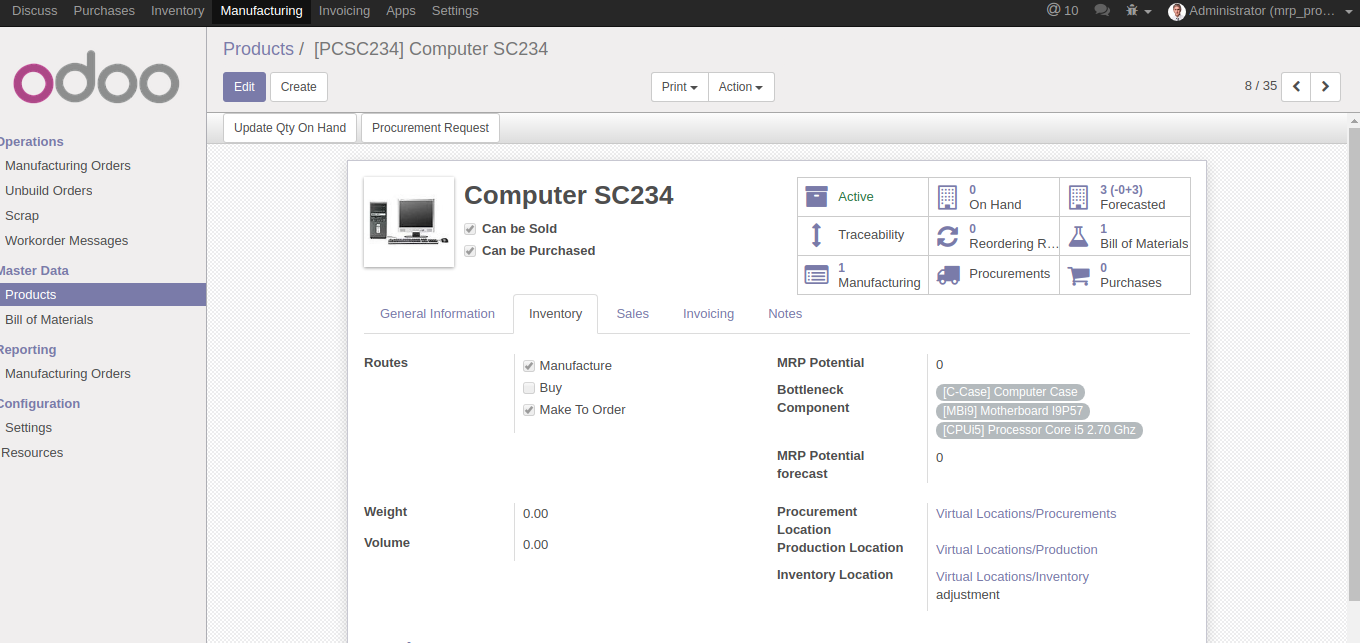 Discuss Purchases Inventory Manufacturing Invoicing Apps Settings @ 10 Administrator (mrp_pro…
odoo
Products / [PCSC234] Computer SC234
Edit Create Print Action 8 / 35
Update Qty On Hand Procurement Request
Operations
Manufacturing Orders
Unbuild Orders
Scrap
Workorder Messages
Master Data
Products
Bill of Materials
Reporting
Manufacturing Orders
Configuration
Settings
Resources
Computer SC234
Can be Sold
Can be Purchased
Active
0
On Hand
3 (-0+3)
Forecasted
Traceability
0
Reordering R…
1
Bill of Materials
1
Manufacturing
Procurements
0
Purchases
General Information Inventory Sales Invoicing Notes
Routes
Manufacture
Buy
Make To Order
MRP Potential 0
Bottleneck
Component
[C-Case] Computer Case
[MBi9] Motherboard I9P57
[CPUi5] Processor Core i5 2.70 Ghz
MRP Potential
forecast
0
Weight 0.00
Volume 0.00
Procurement
Location
Virtual Locations/Procurements
Production Location Virtual Locations/Production
Inventory Location Virtual Locations/Inventory
adjustment